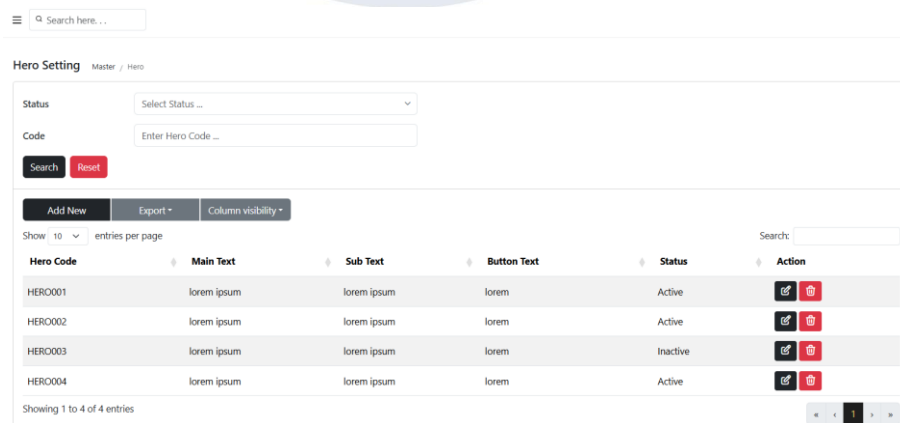 Search here. . .
Hero Setting Master / Hero
Status Select Status ...
Code Enter Hero Code ...
Search Reset
Add New Export Column visibility
Show 10 entries per page Search:
Hero Code Main Text Sub Text Button Text Status Action
HERO001 lorem ipsum lorem ipsum lorem Active
HERO002 lorem ipsum lorem ipsum lorem Active
HERO003 lorem ipsum lorem ipsum lorem Inactive
HERO004 lorem ipsum lorem ipsum lorem Active
Showing 1 to 4 of 4 entries « ‹ 1 › »